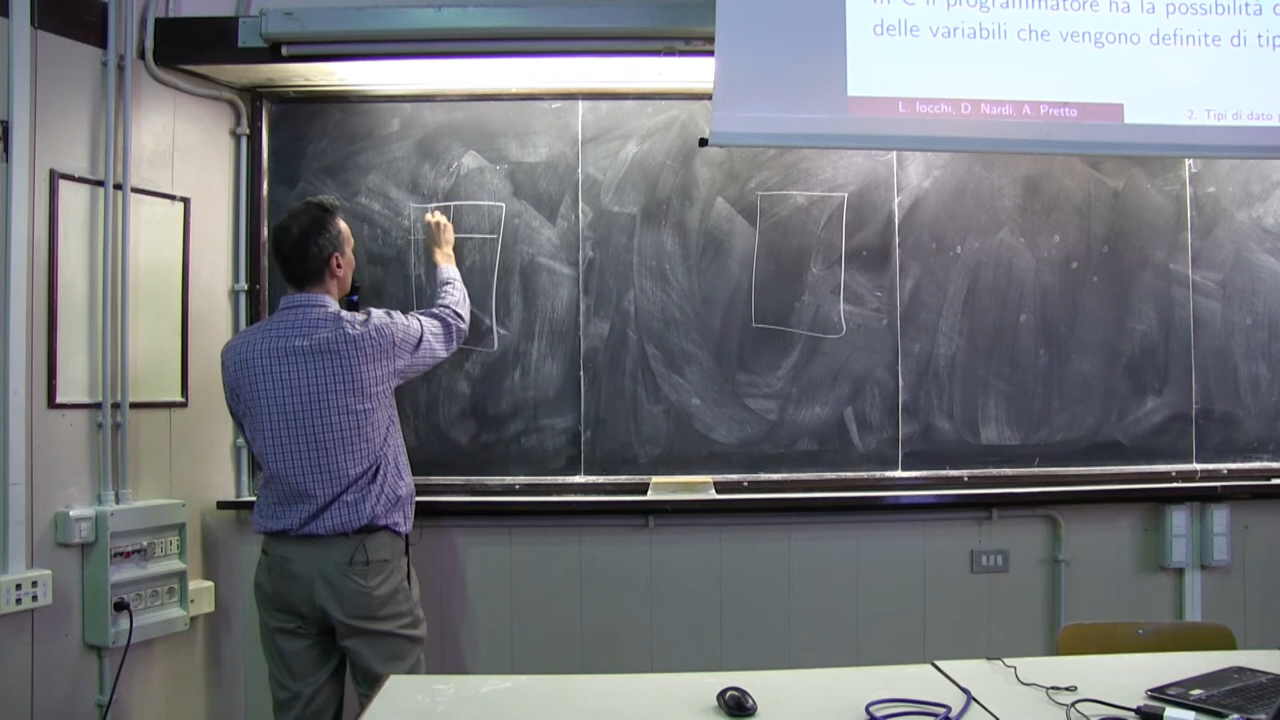 in C il programmatore ha la possibilità
delle variabili che vengono definite di tip
L. Iocchi, D. Nardi, A. Pretto
2. Tipi di dato